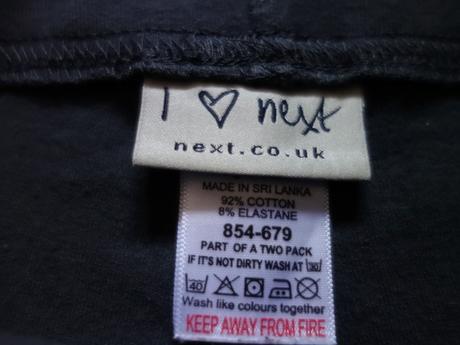 I ♡ next
next.co.uk
MADE IN SRI LANKA
92% COTTON
8% ELASTANE
854-679
PART OF A TWO PACK
IF IT'S NOT DIRTY WASH AT 30
40
Wash like colours together
KEEP AWAY FROM FIRE